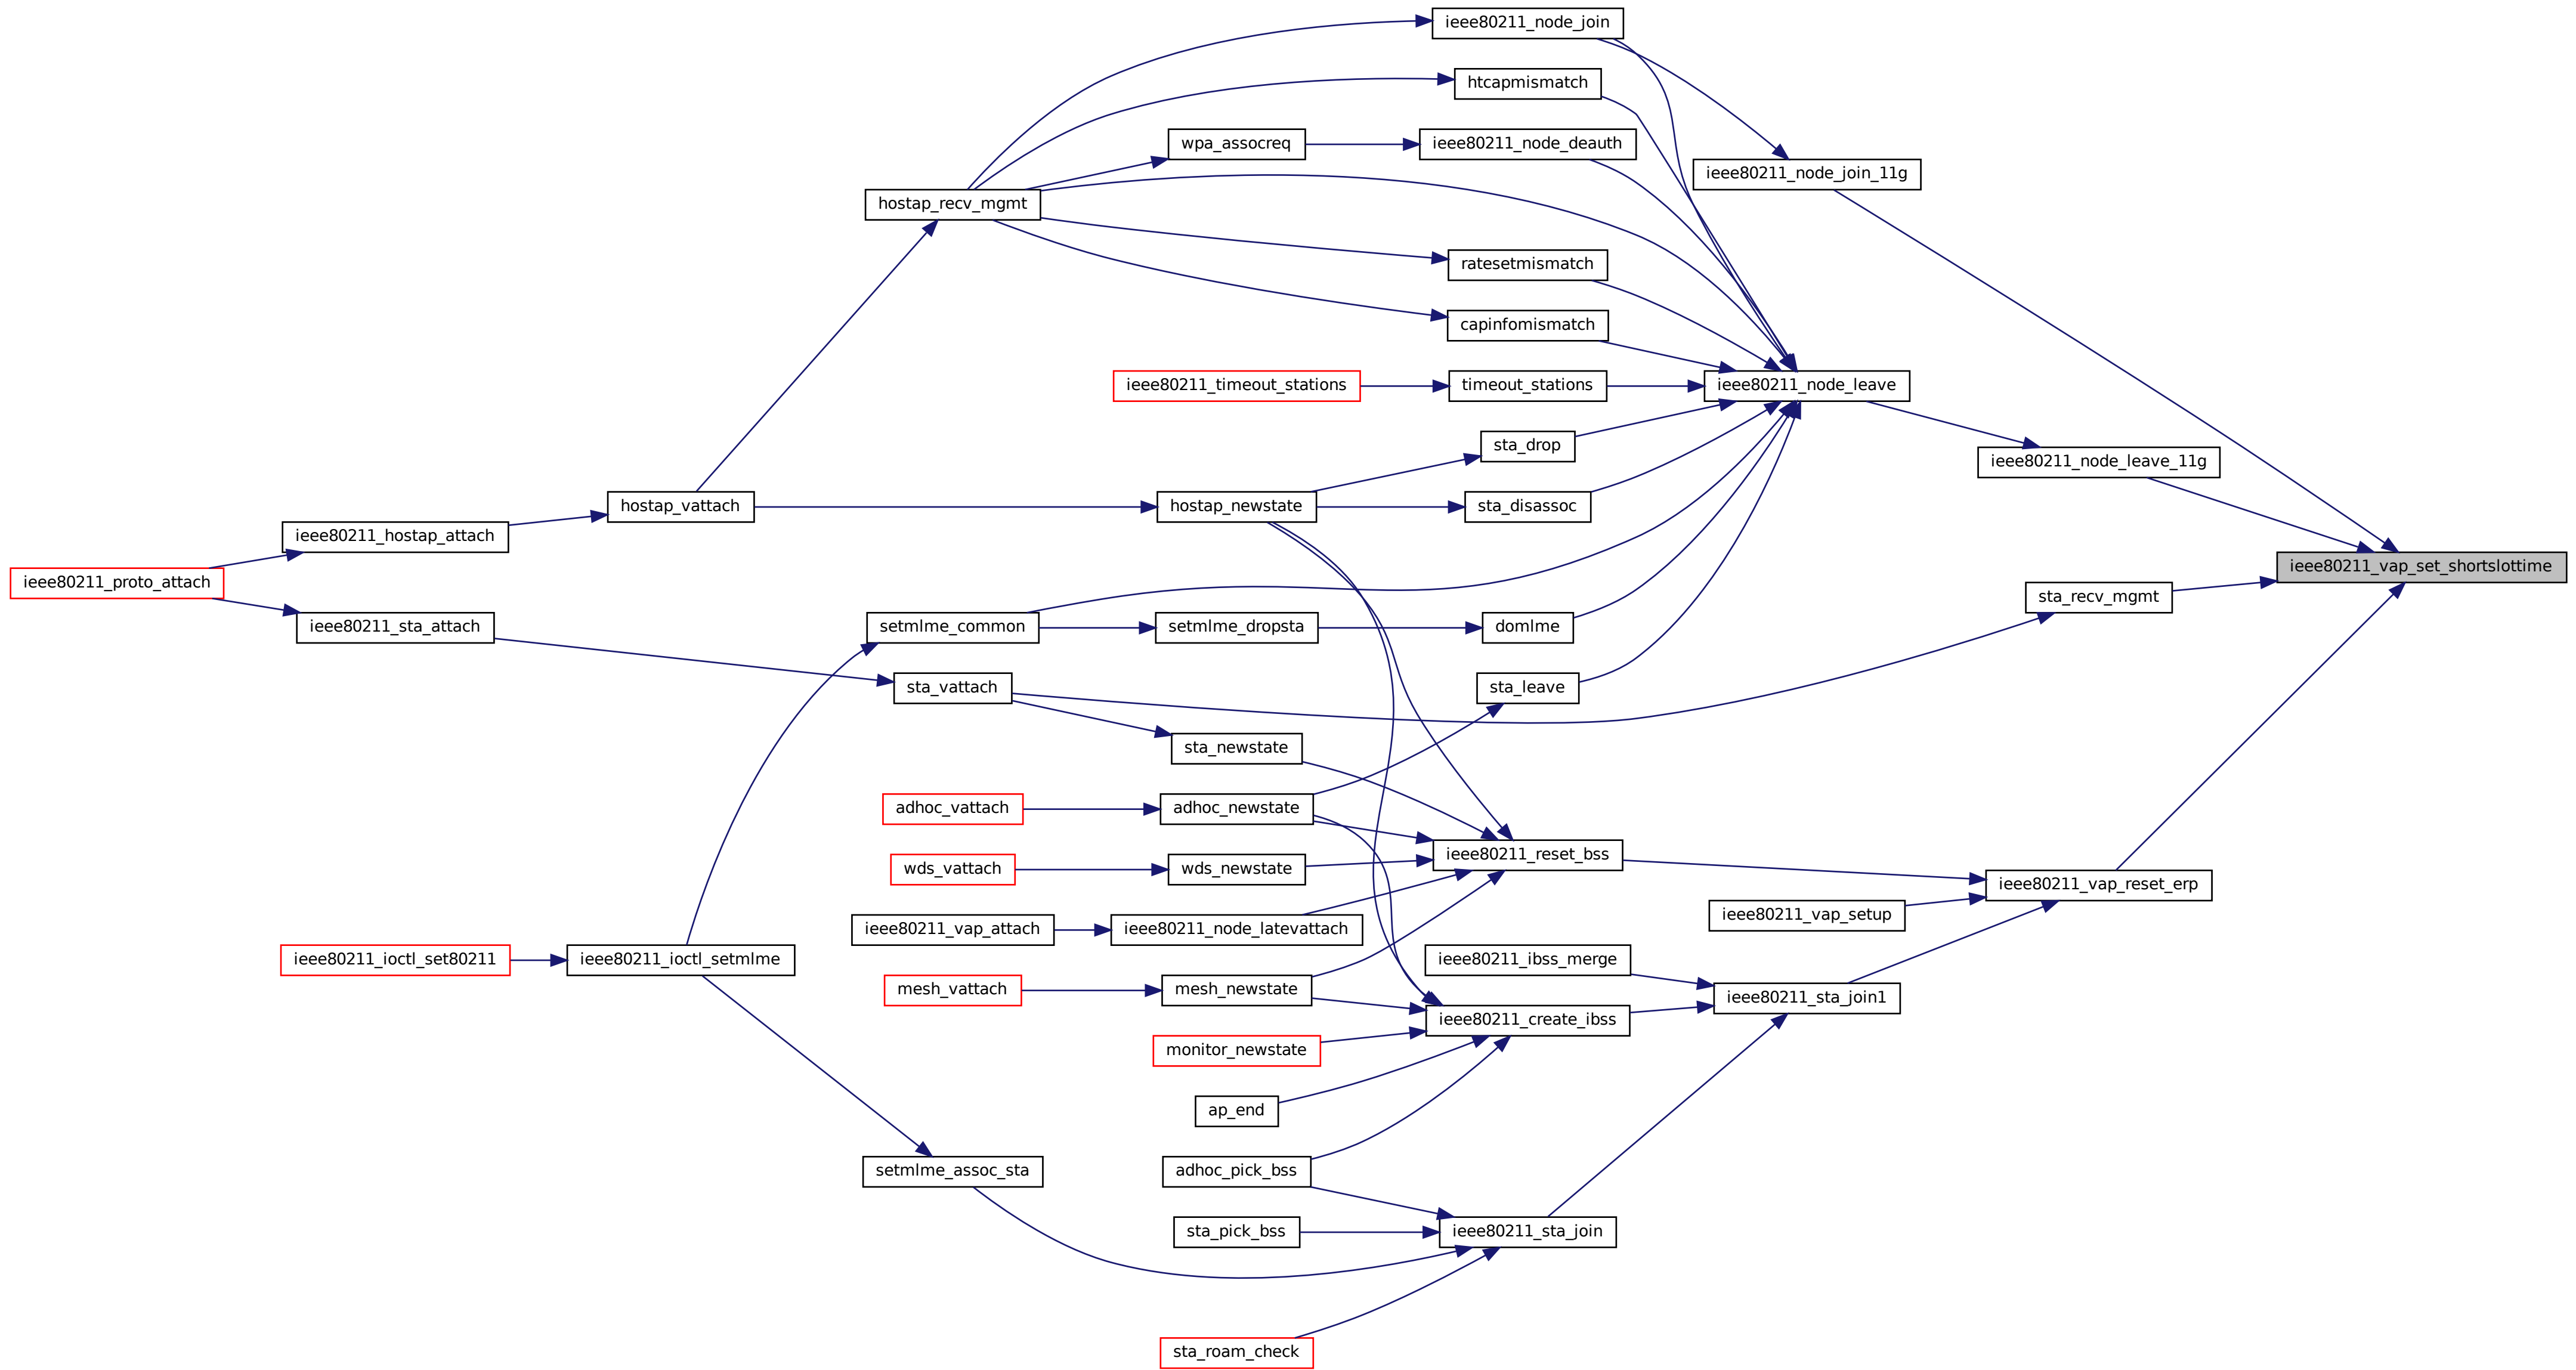 ieee80211_node_join
htcapmismatch
wpa_assocreq
ieee80211_node_deauth
ieee80211_node_join_11g
hostap_recv_mgmt
ratesetmismatch
capinfomismatch
ieee80211_timeout_stations
timeout_stations
ieee80211_node_leave
sta_drop
ieee80211_node_leave_11g
hostap_vattach
hostap_newstate
sta_disassoc
ieee80211_hostap_attach
ieee80211_vap_set_shortslottime
ieee80211_proto_attach
sta_recv_mgmt
ieee80211_sta_attach
setmlme_common
setmlme_dropsta
domlme
sta_vattach
sta_leave
sta_newstate
adhoc_vattach
adhoc_newstate
ieee80211_reset_bss
wds_vattach
wds_newstate
ieee80211_vap_reset_erp
ieee80211_vap_setup
ieee80211_vap_attach
ieee80211_node_latevattach
ieee80211_ioctl_set80211
ieee80211_ioctl_setmlme
ieee80211_ibss_merge
mesh_vattach
mesh_newstate
ieee80211_sta_join1
ieee80211_create_ibss
monitor_newstate
ap_end
setmlme_assoc_sta
adhoc_pick_bss
sta_pick_bss
ieee80211_sta_join
sta_roam_check